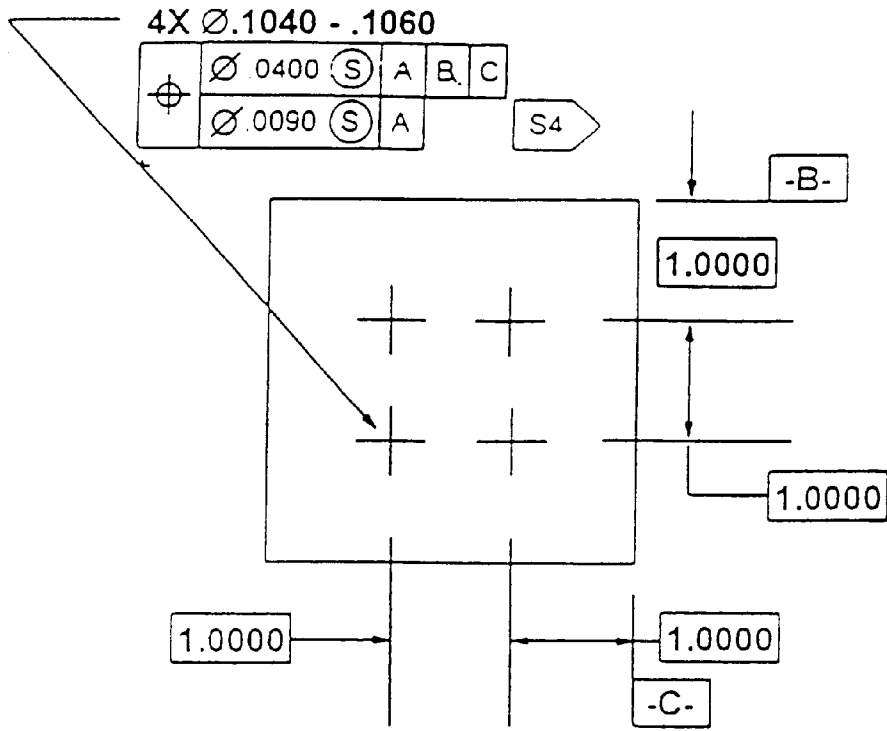 4X Ø.1040 - .1060
Ø .0400 Ⓢ A B. C
Ø .0090 Ⓢ A
S4
-B-
1.0000
1.0000
1.0000
1.0000
-C-